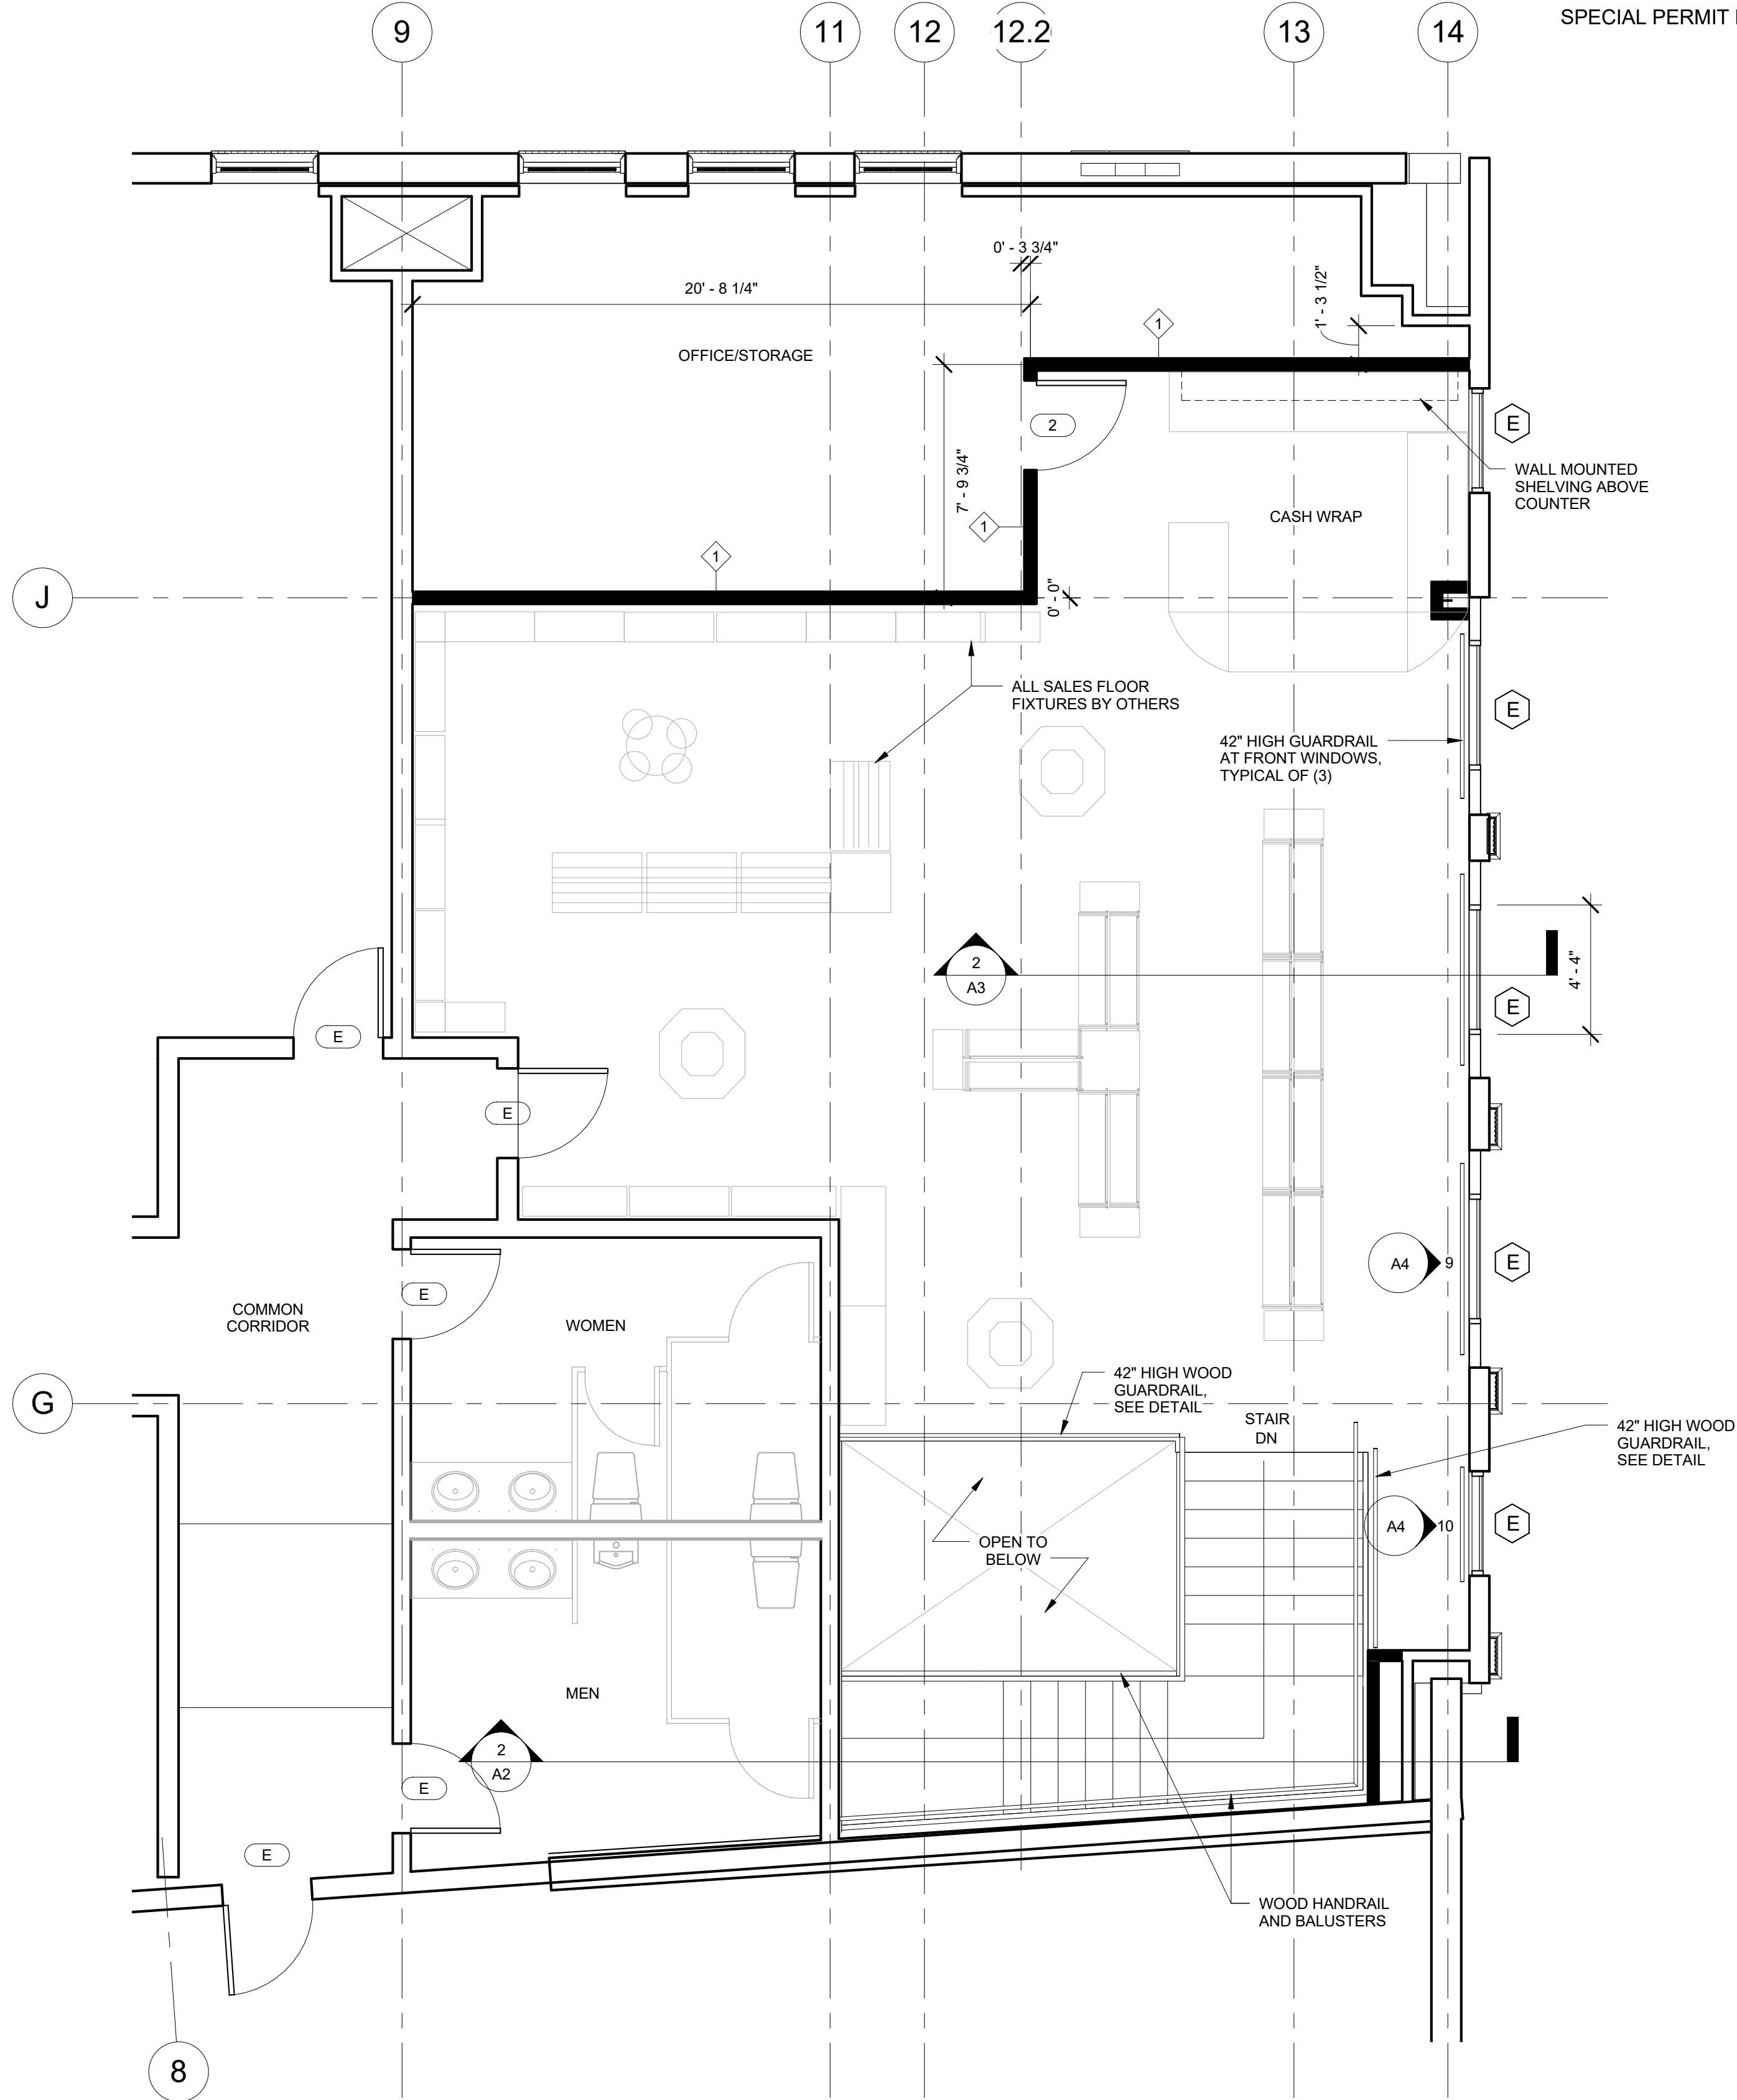 SPECIAL PERMIT
9
11
12
12.2
13
14
0' - 3 3/4"
20' - 8 1/4"
1' - 3 1/2"
1
OFFICE/STORAGE
2
E
7' - 9 3/4"
WALL MOUNTED
SHELVING ABOVE
COUNTER
CASH WRAP
1
1
J
0' - 0"
ALL SALES FLOOR
FIXTURES BY OTHERS
E
42" HIGH GUARDRAIL
AT FRONT WINDOWS,
TYPICAL OF (3)
2
A3
4' - 4"
E
E
E
E
COMMON
CORRIDOR
WOMEN
A4
9
E
42" HIGH WOOD
GUARDRAIL,
SEE DETAIL
G
STAIR
DN
42" HIGH WOOD
GUARDRAIL,
SEE DETAIL
A4
10
E
OPEN TO
BELOW
MEN
2
A2
E
E
WOOD HANDRAIL
AND BALUSTERS
8